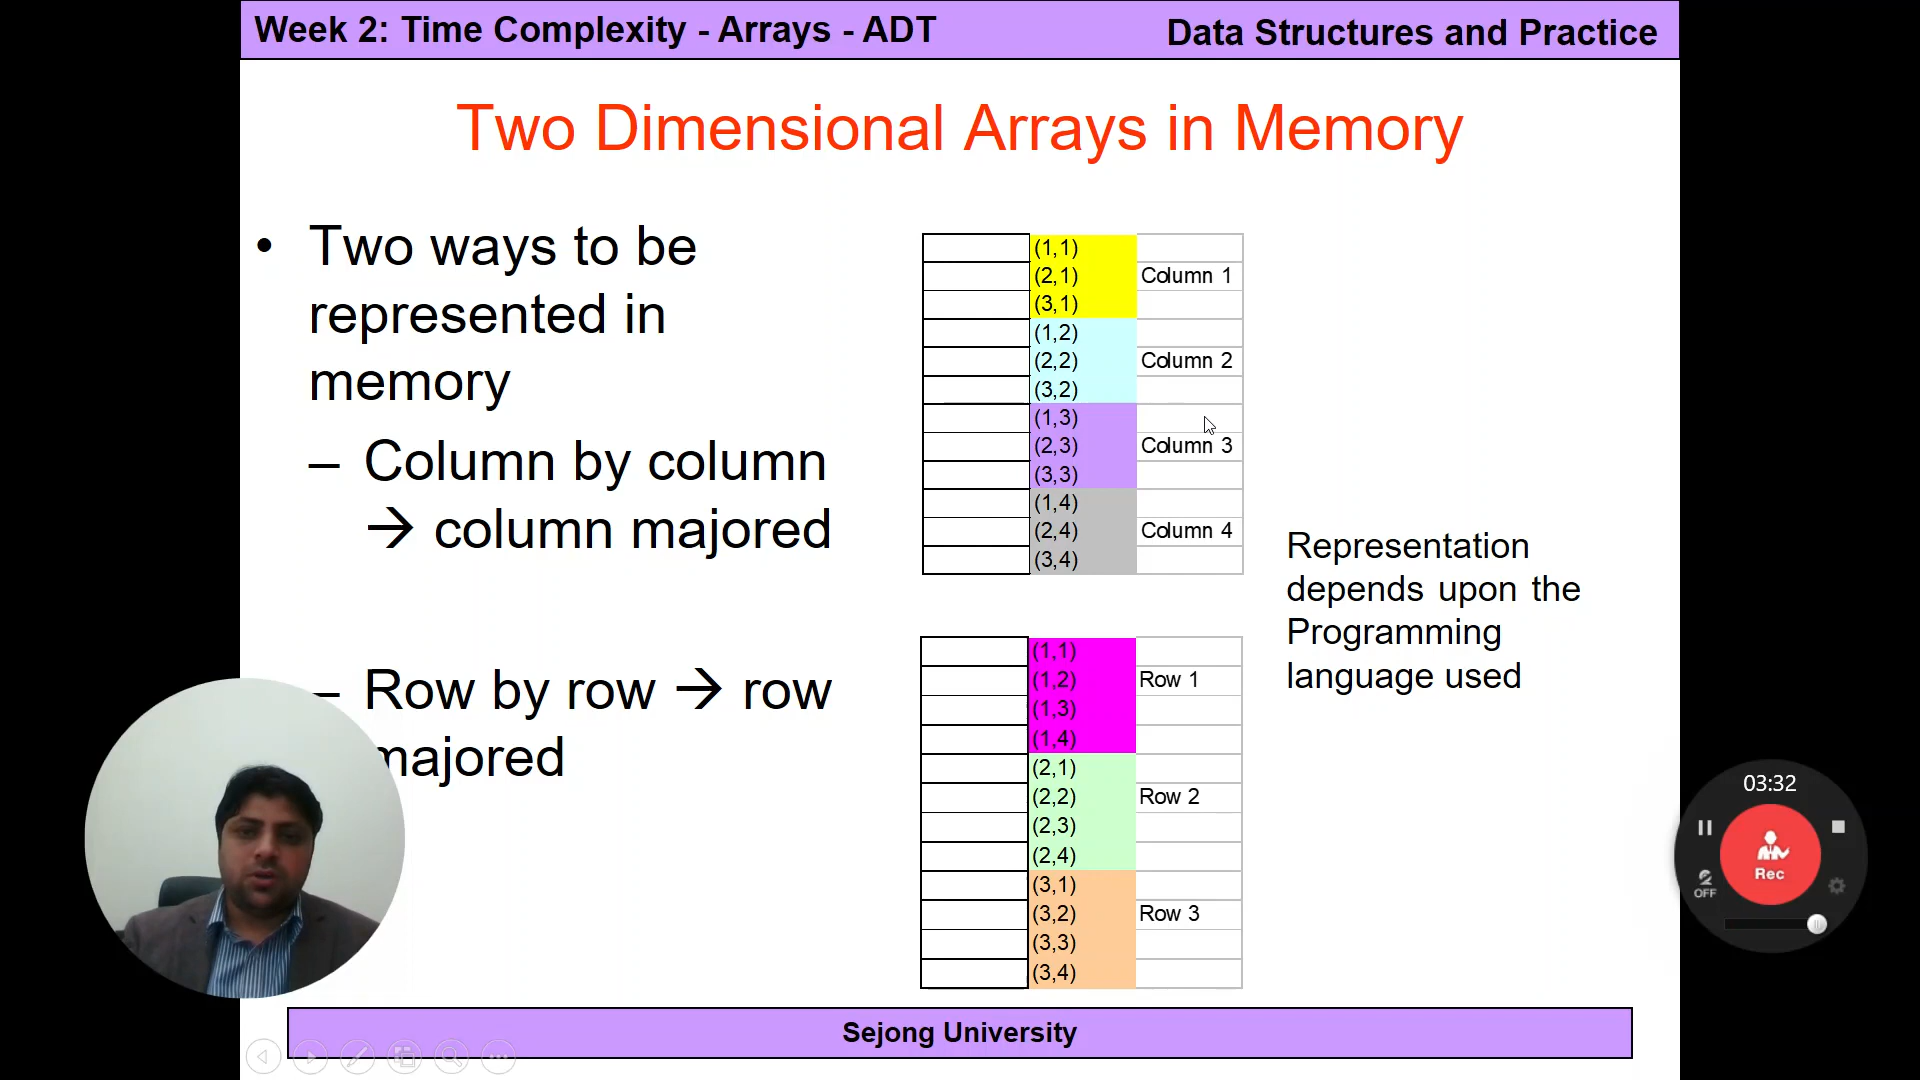 Week 2: Time Complexity - Arrays - ADT
Data Structures and Practice
Two Dimensional Arrays in Memory
• Two ways to be
represented in
memory
– Column by column
→ column majored
– Row by row → row
majored
(1,1)
(2,1) Column 1
(3,1)
(1,2)
(2,2) Column 2
(3,2)
(1,3)
(2,3) Column 3
(3,3)
(1,4)
(2,4) Column 4
(3,4)
(1,1)
(1,2) Row 1
(1,3)
(1,4)
(2,1)
(2,2) Row 2
(2,3)
(2,4)
(3,1)
(3,2) Row 3
(3,3)
(3,4)
Representation
depends upon the
Programming
language used
03:32
Rec
OFF
Sejong University